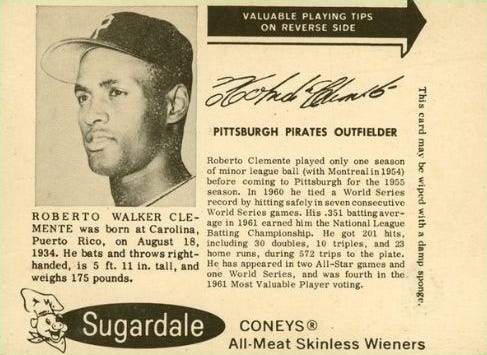 VALUABLE PLAYING TIPS
ON REVERSE SIDE
P
Roberto Clemente
PITTSBURGH PIRATES OUTFIELDER
Roberto Clemente played only one season
of minor league ball (with Montreal in 1954)
before coming to Pittsburgh for the 1955
season. In 1960 he tied a World Series
record by hitting safely in seven consecutive
World Series games. His .351 batting aver-
age in 1961 earned him the National League
Batting Championship. He got 201 hits,
including 30 doubles, 10 triples, and 23
home runs, during 572 trips to the plate.
He has appeared in two All-Star games and
one World Series, and was fourth in the
1961 Most Valuable Player voting.
This card may be wiped with a damp sponge.
ROBERTO WALKER CLE-
MENTE was born at Carolina,
Puerto Rico, on August 18,
1934. He bats and throws right-
handed, is 5 ft. 11 in. tall, and
weighs 175 pounds.
Sugardale
CONEYS®
All-Meat Skinless Wieners